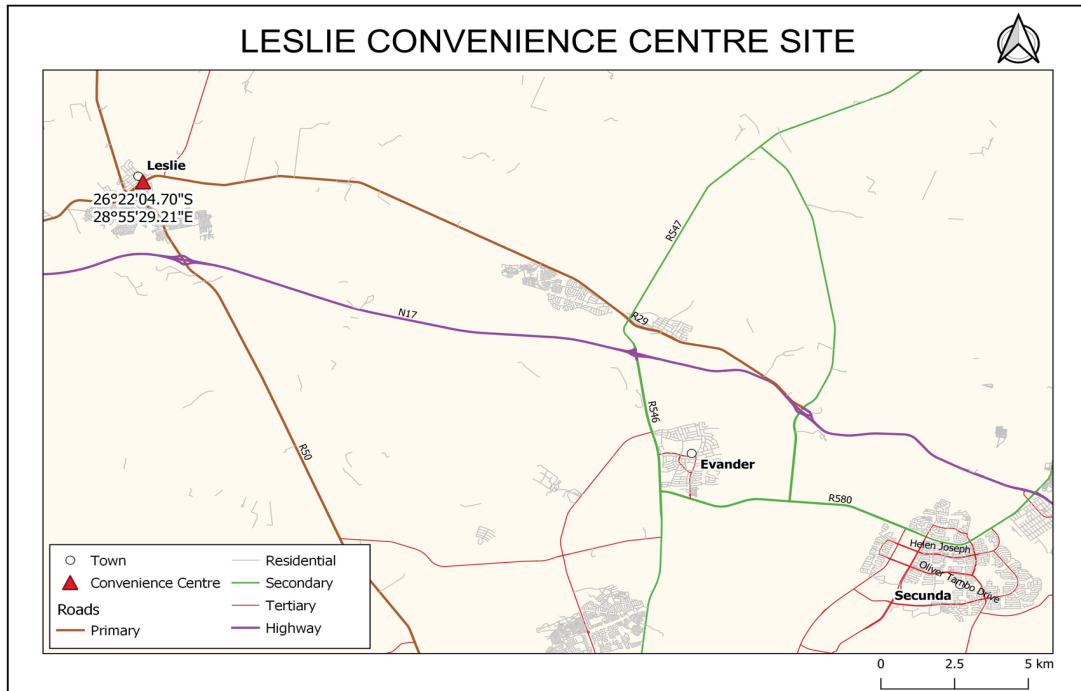 LESLIE CONVENIENCE CENTRE SITE
Leslie
26°22'04.70"S
28°55'29.21"E
R547
N17
R29
R546
R50
Evander
R580
Helen Joseph
Oliver Tambo Drive
Secunda
Town
Convenience Centre
Roads
Primary
Residential
Secondary
Tertiary
Highway
0 2.5 5 km